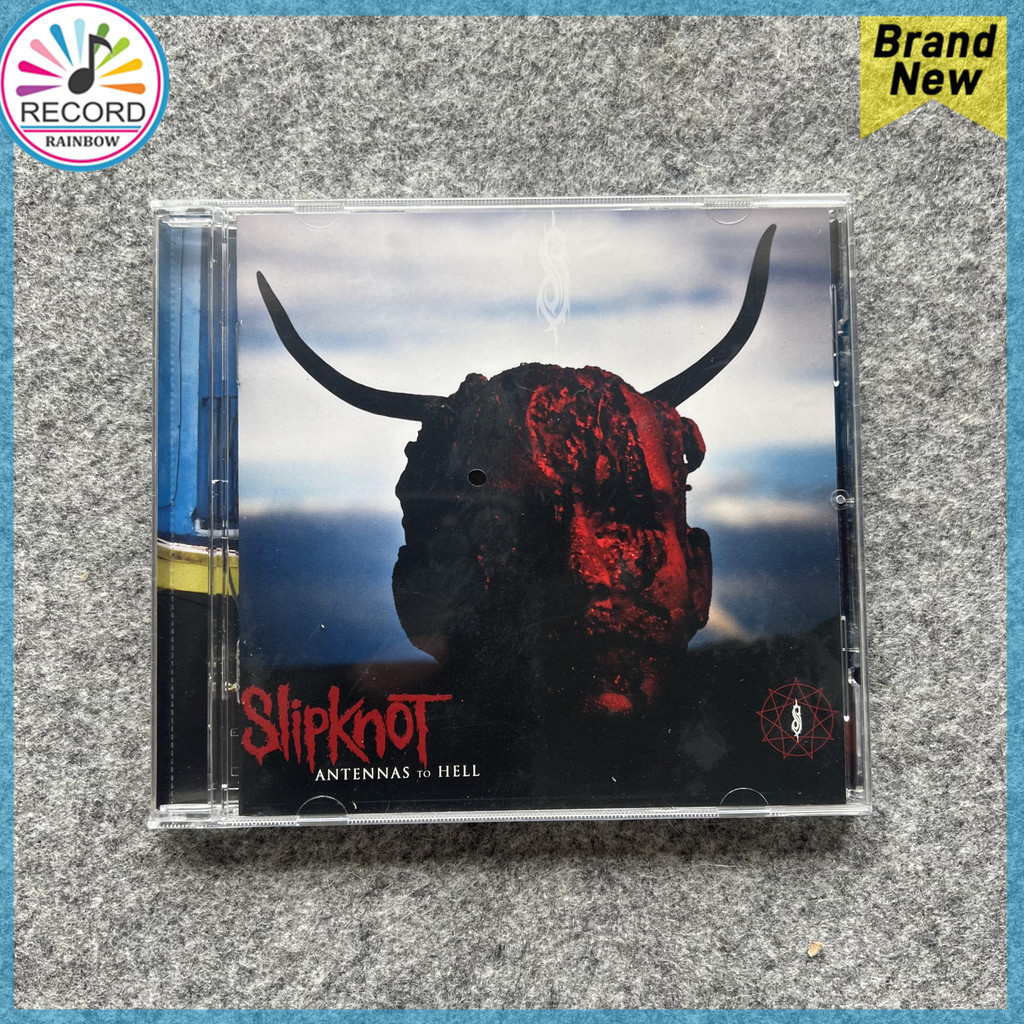 RECORD
RAINBOW
Brand
New
Slipknot
ANTENNAS TO HELL